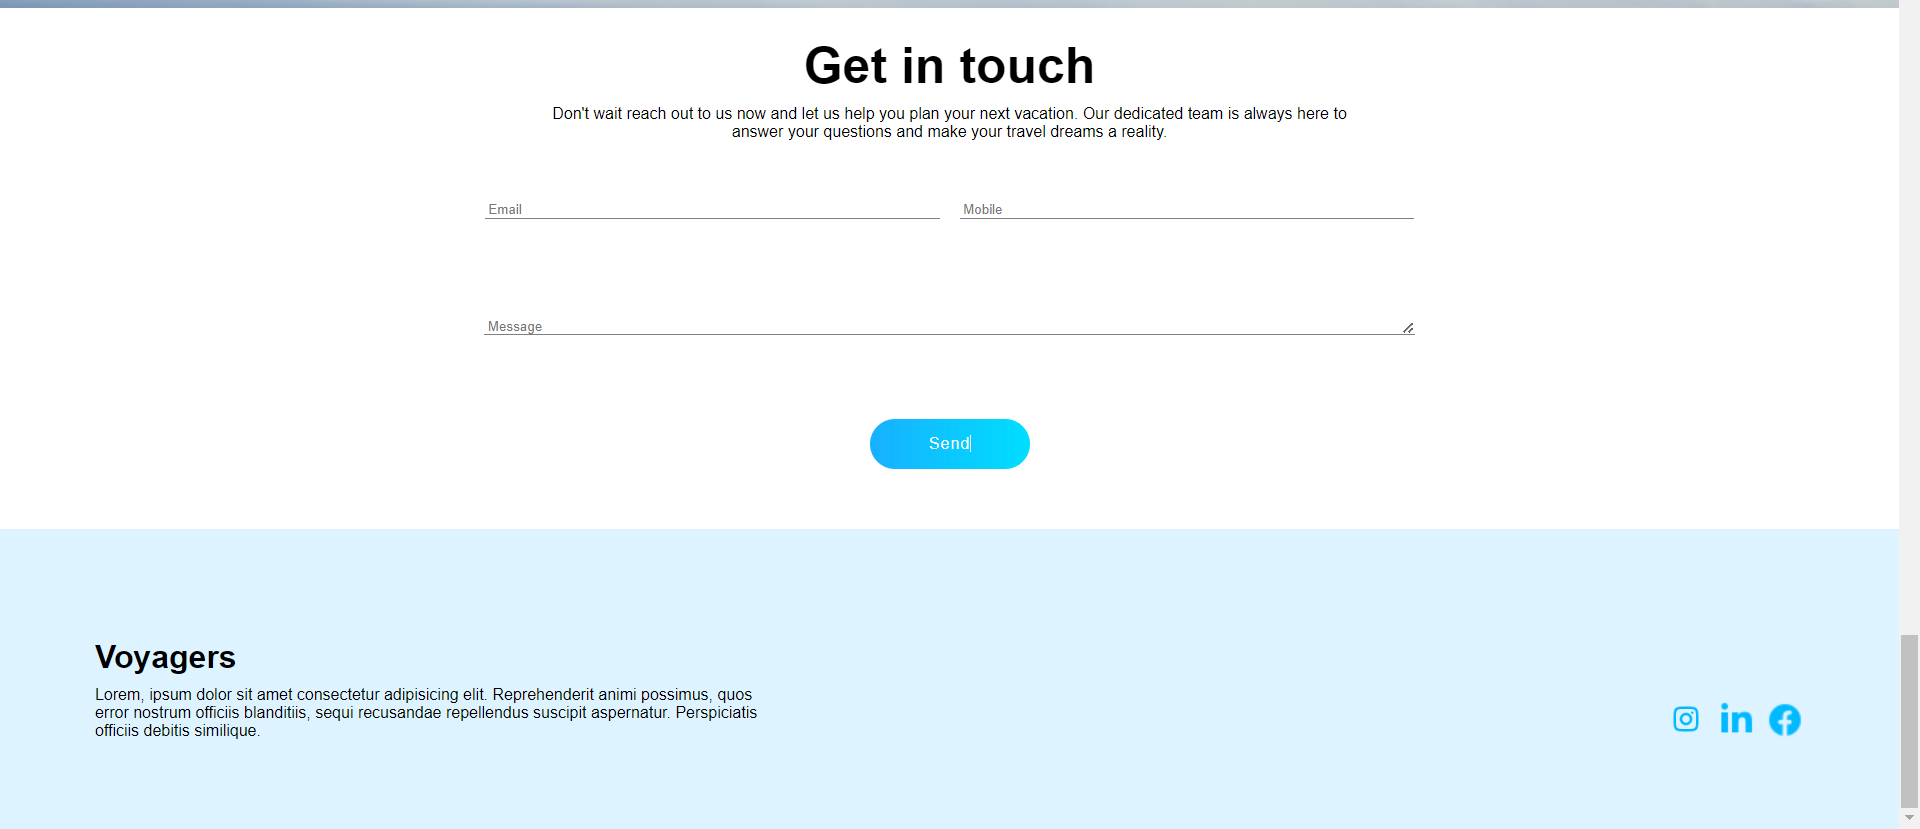 Get in touch
Don't wait reach out to us now and let us help you plan your next vacation. Our dedicated team is always here to
answer your questions and make your travel dreams a reality.
Email
Mobile
Message
Send
Voyagers
Lorem, ipsum dolor sit amet consectetur adipisicing elit. Reprehenderit animi possimus, quos
error nostrum officiis blanditiis, sequi recusandae repellendus suscipit aspernatur. Perspiciatis
officiis debitis similique.